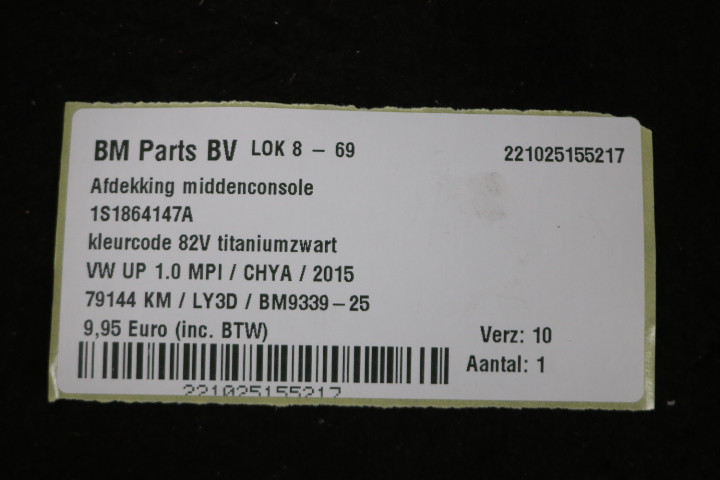 BM Parts BV LOK 8 - 69 221025155217
Afdekking middenconsole
1S1864147A
kleurcode 82V titaniumzwart
VW UP 1.0 MPI / CHYA / 2015
79144 KM / LY3D / BM9339-25
9,95 Euro (inc. BTW) Verz: 10
Aantal: 1
221025155217